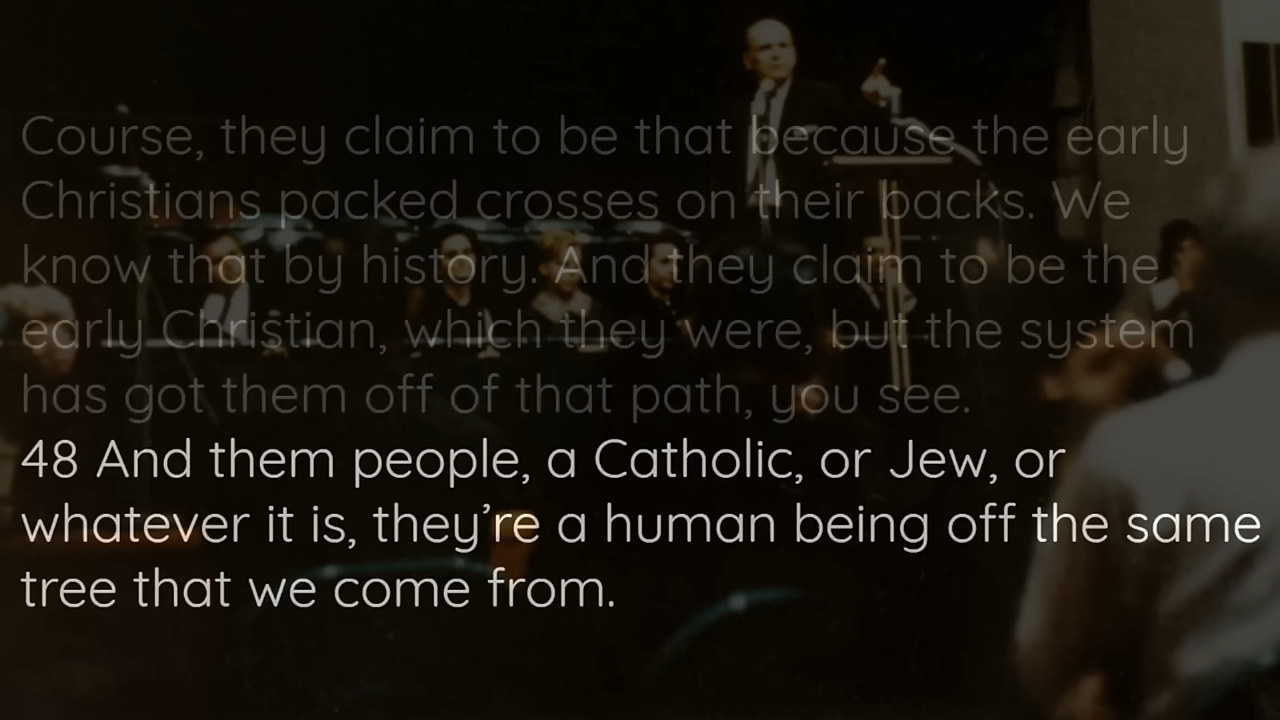 Course, they claim to be that because the early
Christians packed crosses on their backs. We
know that by history. And they claim to be the
early Christian, which they were, but the system
has got them off of that path, you see.
48 And them people, a Catholic, or Jew, or
whatever it is, they’re a human being off the same
tree that we come from.